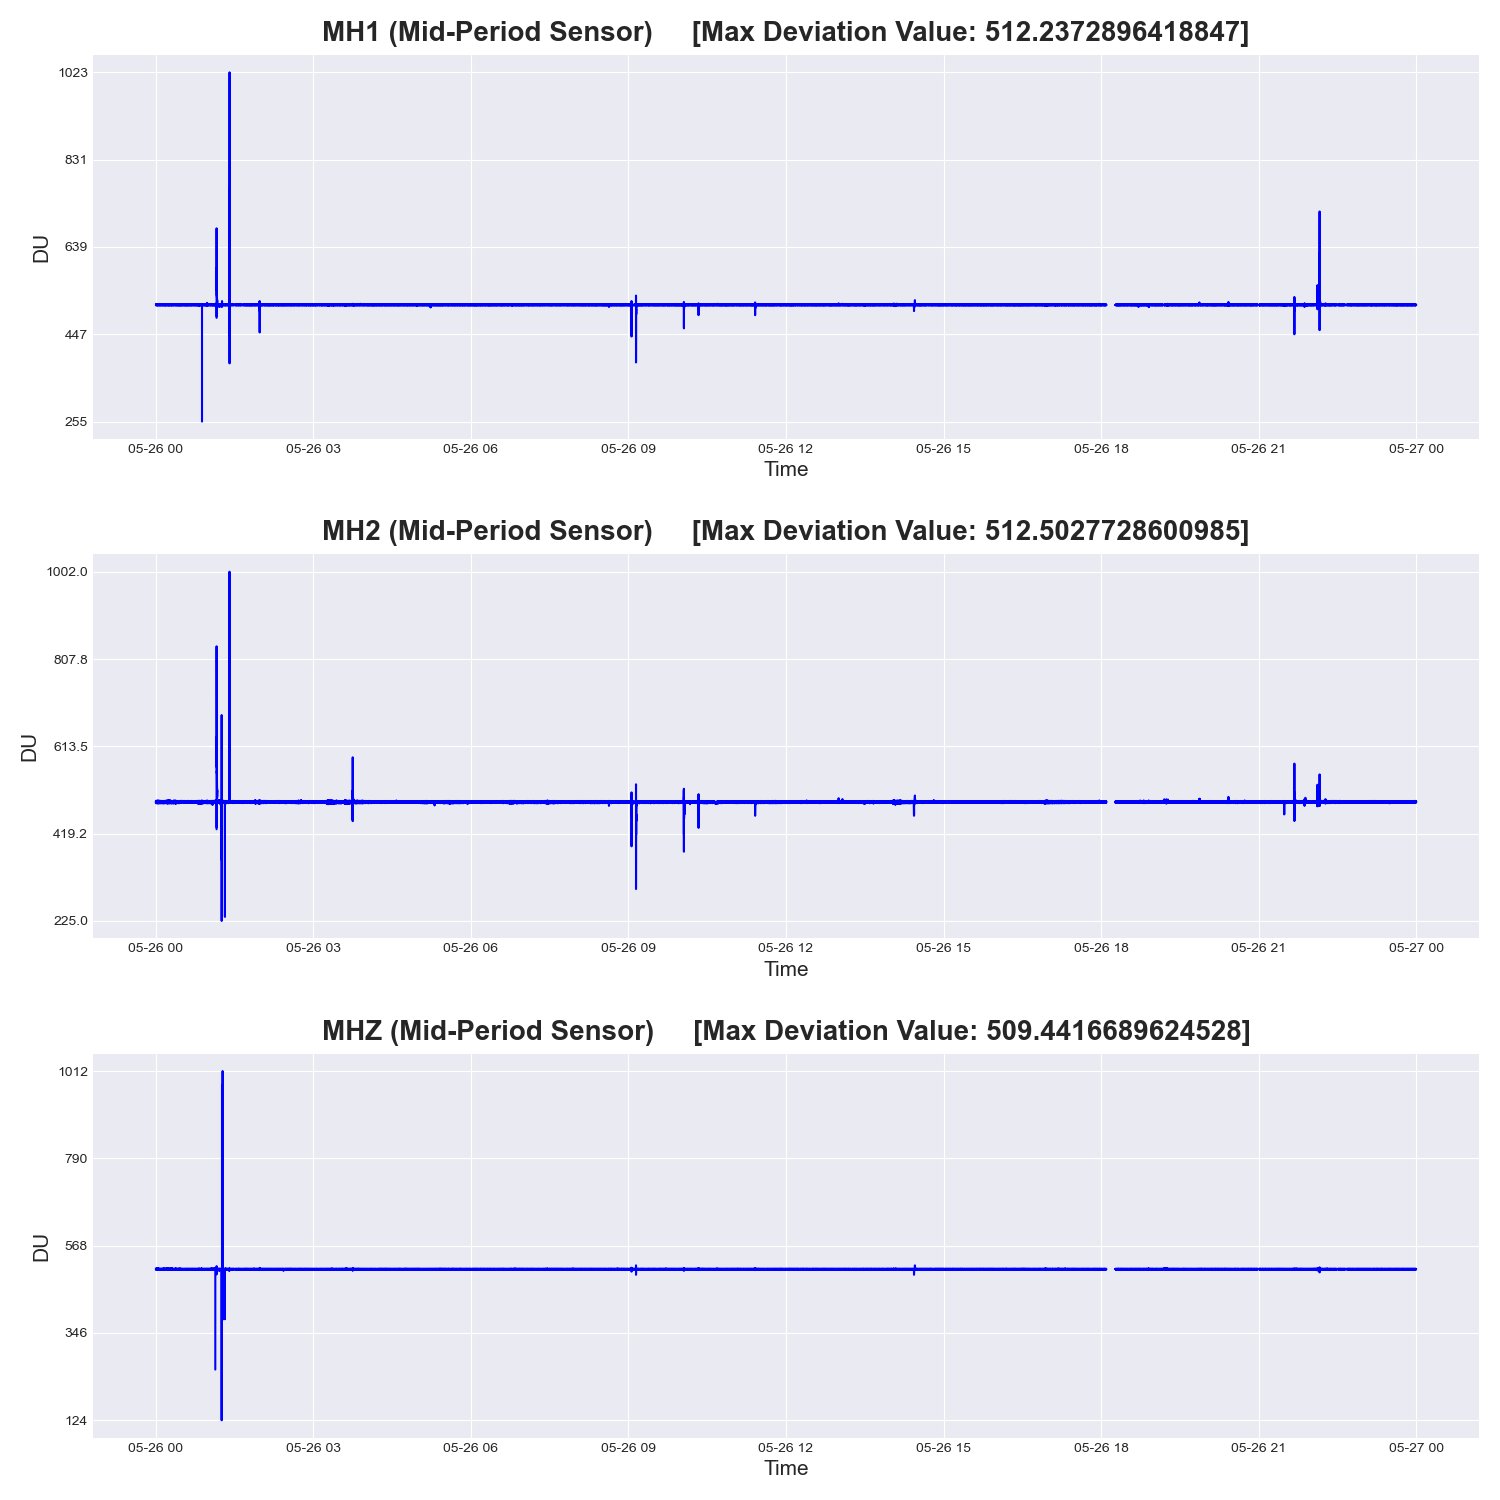 MH1 (Mid-Period Sensor) [Max Deviation Value: 512.2372896418847]
1023
831
639
447
255
DU
05-26 00 05-26 03 05-26 06 05-26 09 05-26 12 05-26 15 05-26 18 05-26 21 05-27 00
Time
MH2 (Mid-Period Sensor) [Max Deviation Value: 512.5027728600985]
1002.0
807.8
613.5
419.2
225.0
DU
05-26 00 05-26 03 05-26 06 05-26 09 05-26 12 05-26 15 05-26 18 05-26 21 05-27 00
Time
MHZ (Mid-Period Sensor) [Max Deviation Value: 509.4416689624528]
1012
790
568
346
124
DU
05-26 00 05-26 03 05-26 06 05-26 09 05-26 12 05-26 15 05-26 18 05-26 21 05-27 00
Time